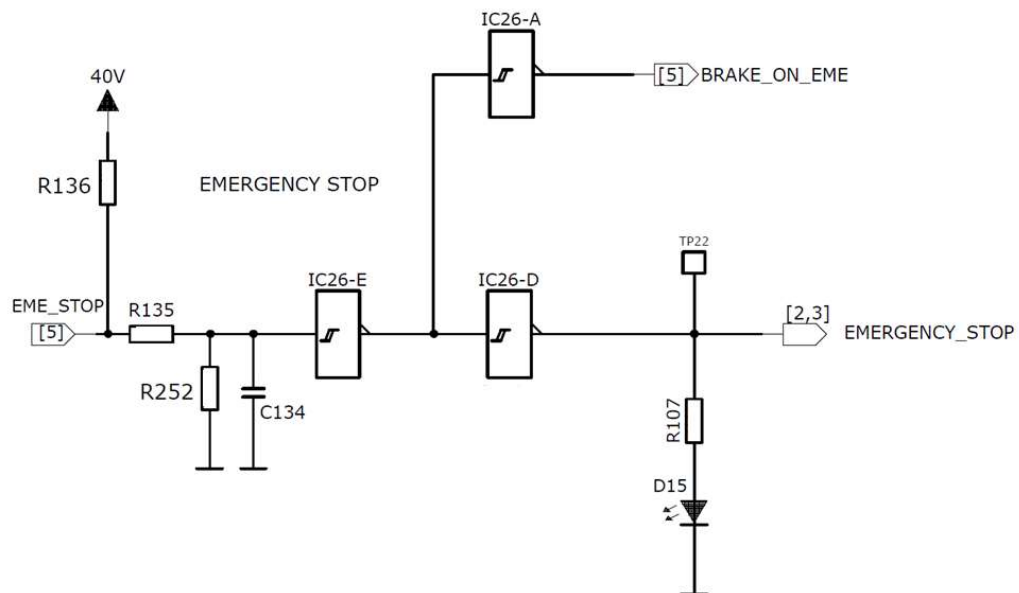 IC26-A
[5] BRAKE_ON_EME
40V
R136
EMERGENCY STOP
TP22
IC26-E
IC26-D
EME_STOP
[5]
R135
[2,3]
EMERGENCY_STOP
R252
C134
R107
D15